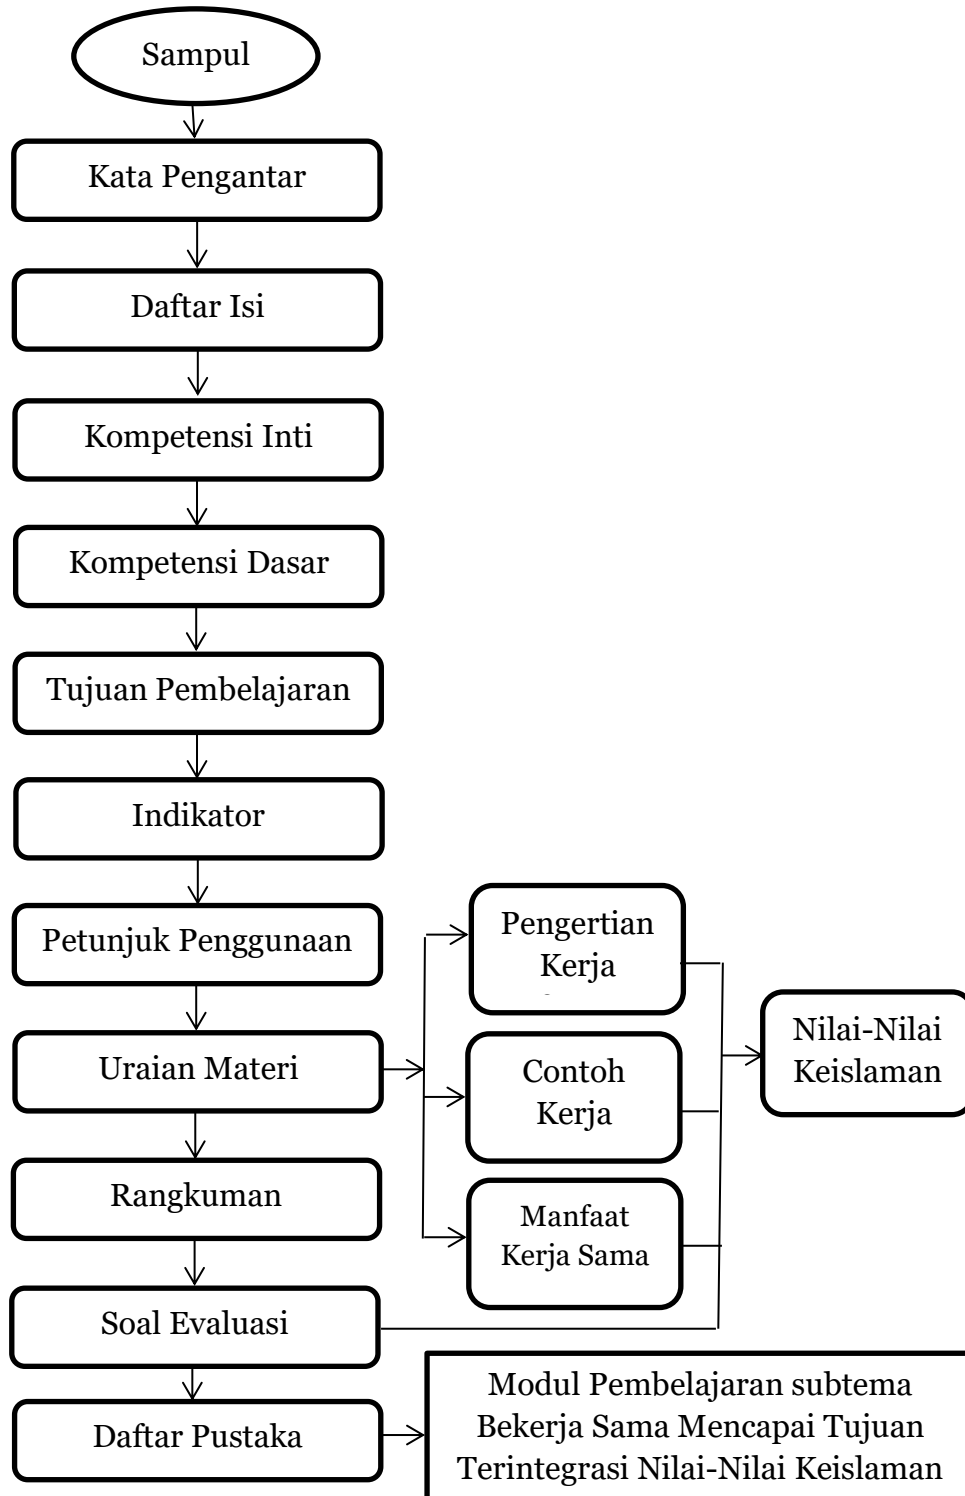 Sampul
Kata Pengantar
Daftar Isi
Kompetensi Inti
Kompetensi Dasar
Tujuan Pembelajaran
Indikator
Petunjuk Penggunaan
Uraian Materi
Rangkuman
Soal Evaluasi
Daftar Pustaka
Pengertian
Kerja
Contoh
Kerja
Manfaat
Kerja Sama
Nilai-Nilai
Keislaman
Modul Pembelajaran subtema
Bekerja Sama Mencapai Tujuan
Terintegrasi Nilai-Nilai Keislaman